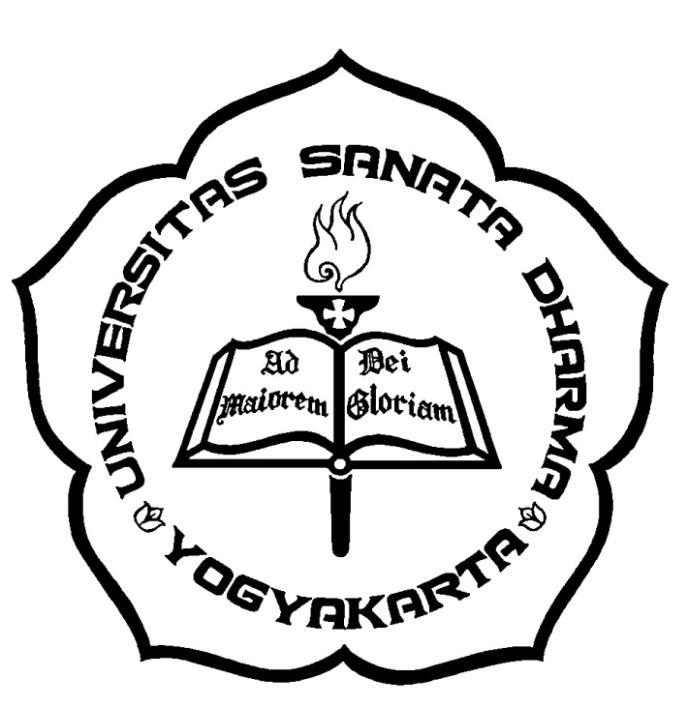 UNIVERSITAS SANATA DHARMA
YOGYAKARTA
Ad Maiorem
Dei Gloriam